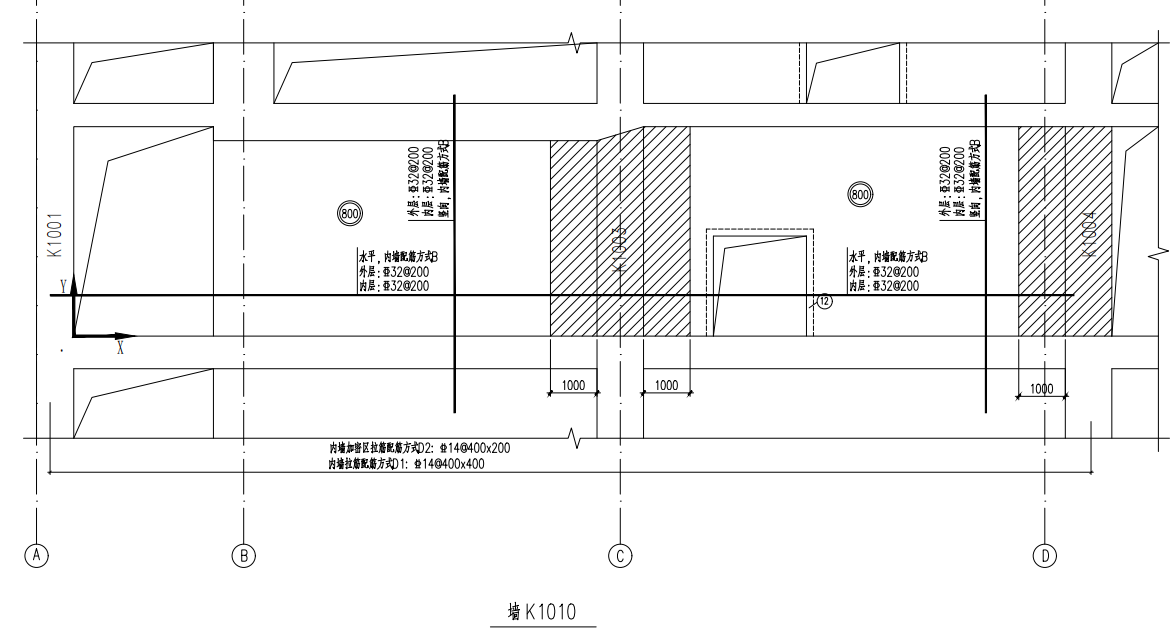 外层：Φ32@200
内层：Φ32@200
竖向，内墙配筋方式B
外层：Φ32@200
内层：Φ32@200
竖向，内墙配筋方式B
800
800
K1001
K1003
K1004
水平，内墙配筋方式B
外层：Φ32@200
内层：Φ32@200
水平，内墙配筋方式B
外层：Φ32@200
内层：Φ32@200
Y
X
12
1000
1000
1000
内墙加密区拉筋配筋方式D2: Φ14@400x200
内墙拉筋配筋方式D1: Φ14@400x400
A
B
C
D
墙K1010